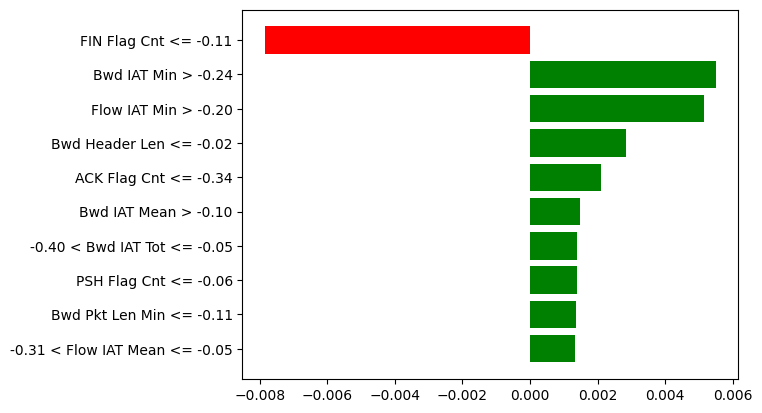 FIN Flag Cnt <= -0.11
Bwd IAT Min > -0.24
Flow IAT Min > -0.20
Bwd Header Len <= -0.02
ACK Flag Cnt <= -0.34
Bwd IAT Mean > -0.10
-0.40 < Bwd IAT Tot <= -0.05
PSH Flag Cnt <= -0.06
Bwd Pkt Len Min <= -0.11
-0.31 < Flow IAT Mean <= -0.05
−0.008 −0.006 −0.004 −0.002 0.000 0.002 0.004 0.006